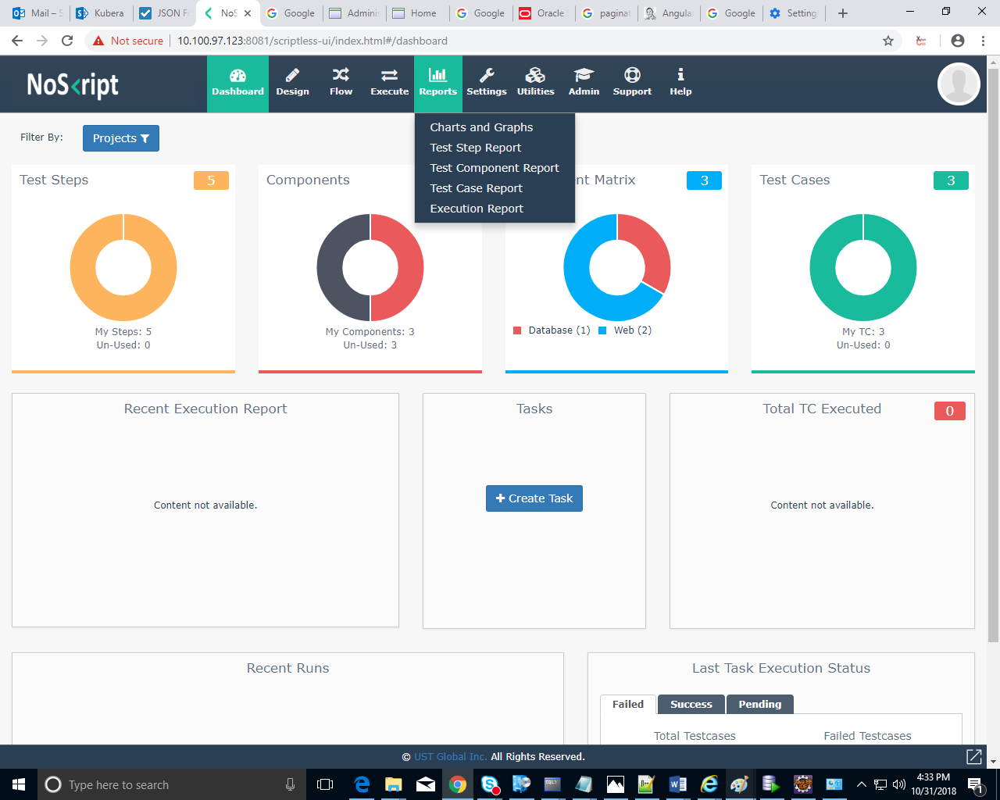 Mail – S
Kubera
JSON Fo
NoS
Google
Adminis
Home
Google
Oracle
paginat
Angula
Google
Setting
Not secure
10.100.97.123:8081/scriptless-ui/index.html#/dashboard
NoScript
Dashboard
Design
Flow
Execute
Reports
Settings
Utilities
Admin
Support
Help
Filter By:
Projects
Charts and Graphs
Test Step Report
Test Component Report
Test Case Report
Execution Report
Test Steps
5
My Steps: 5
Un-Used: 0
Components
My Components: 3
Un-Used: 3
nt Matrix
3
Database (1)
Web (2)
Test Cases
3
My TC: 3
Un-Used: 0
Recent Execution Report
Content not available.
Tasks
Create Task
Total TC Executed
0
Content not available.
Recent Runs
Last Task Execution Status
Failed
Success
Pending
Total Testcases
Failed Testcases
© UST Global Inc. All Rights Reserved.
Type here to search
4:33 PM
10/31/2018
1